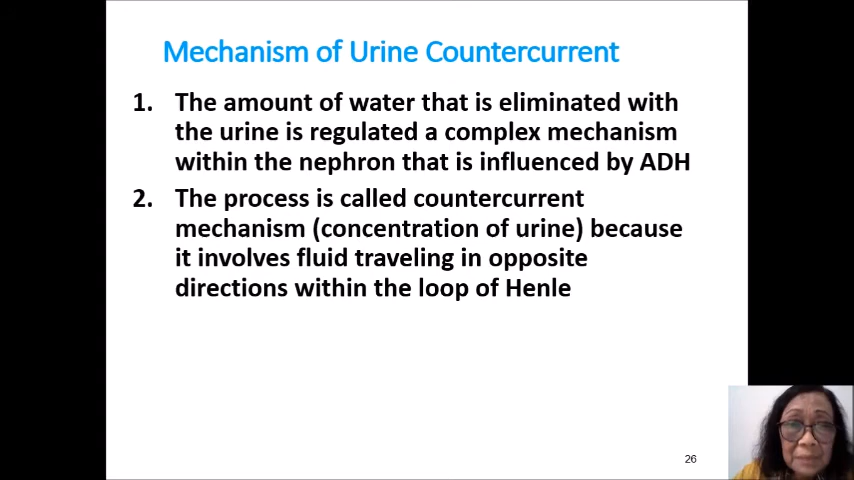 Mechanism of Urine Countercurrent
1. The amount of water that is eliminated with
the urine is regulated a complex mechanism
within the nephron that is influenced by ADH
2. The process is called countercurrent
mechanism (concentration of urine) because
it involves fluid traveling in opposite
directions within the loop of Henle
26